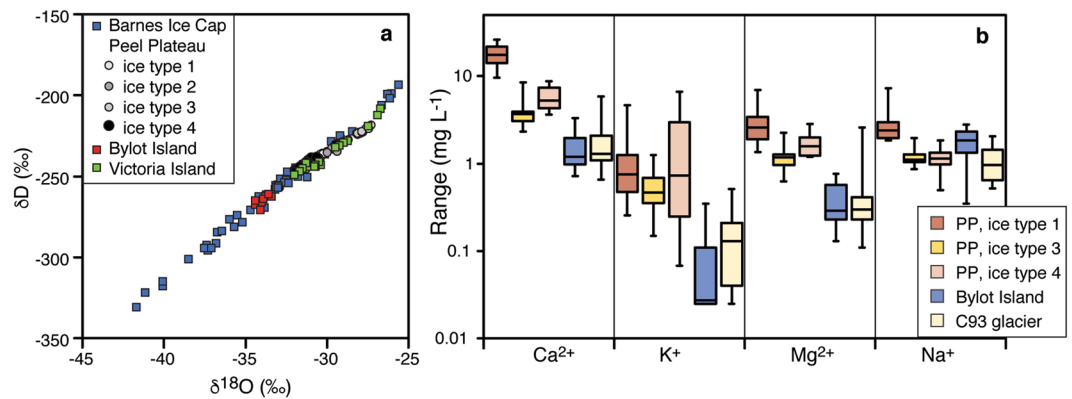 -150
-200
-250
-300
-350
δD (‰)
-45
-40
-35
-30
-25
δ18O (‰)
a
Barnes Ice Cap
Peel Plateau
ice type 1
ice type 2
ice type 3
ice type 4
Bylot Island
Victoria Island
b
10
1
0.1
0.01
Range (mg L-1)
Ca2+
K+
Mg2+
Na+
PP, ice type 1
PP, ice type 3
PP, ice type 4
Bylot Island
C93 glacier